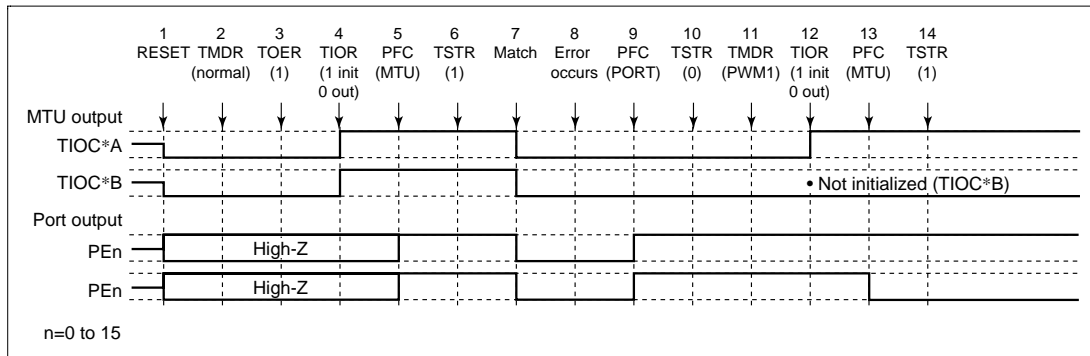 1 2 3 4 5 6 7 8 9 10 11 12 13 14
RESET TMDR TOER TIOR PFC TSTR Match Error PFC TSTR TMDR TIOR PFC TSTR
(normal) (1) (1 init (MTU) (1) occurs (PORT) (0) (PWM1) (1 init (MTU) (1)
0 out) 0 out)
MTU output
TIOC*A
TIOC*B
• Not initialized (TIOC*B)
Port output
PEn
High-Z
PEn
High-Z
n=0 to 15